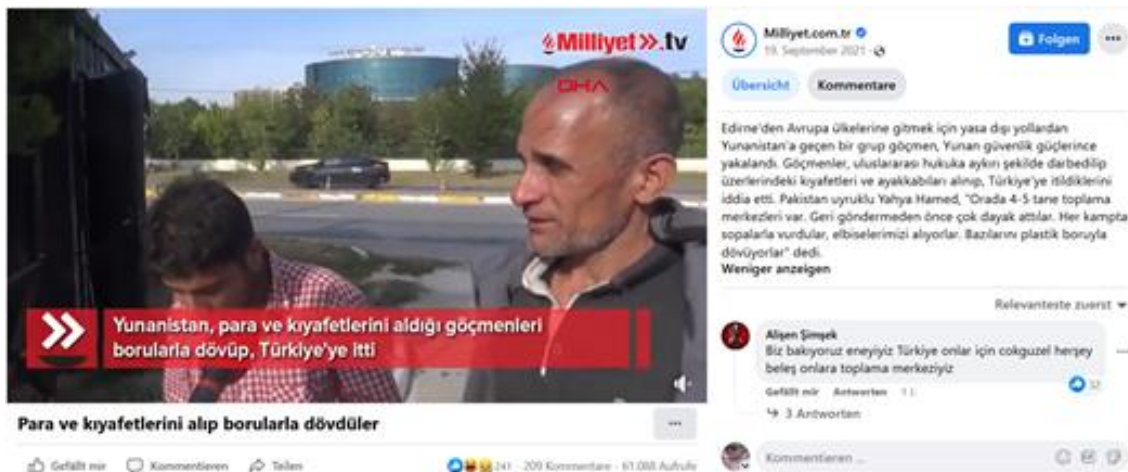 Milliyet».tv
DHA
Yunanistan, para ve kıyafetlerini aldığı göçmenleri
borularla dövüp, Türkiye'ye itti
Para ve kıyafetlerini alıp borularla dövdüler
Gefällt mir Kommentieren Teilen
241 · 209 Kommentare · 61.088 Aufrufe
Milliyet.com.tr
19. September 2021
Folgen
Übersicht
Kommentare
Edirne'den Avrupa ülkelerine gitmek için yasa dışı yollardan
Yunanistan'a geçen bir grup göçmen, Yunan güvenlik güçlerince
yakalandı. Göçmenler, uluslararası hukuka aykırı şekilde darbedilip
üzerlerindeki kıyafetleri ve ayakkabıları alınıp, Türkiye'ye itildiklerini
iddia etti. Pakistan uyruklu Yahya Hamed, "Orada 4-5 tane toplama
merkezleri var. Geri göndermeden önce çok dayak attılar. Her kampta
sopalarla vurdular, elbiselerimizi alıyorlar. Bazılarını plastik boruyla
dövüyorlar" dedi.
Weniger anzeigen
Relevanteste zuerst
Alişen Şimşek
Biz bakıyoruz eneyiyiz Türkiye onlar için cokguzel herşey
beleş onlara toplama merkeziyiz
Gefällt mir Antworten
3 Antworten
Kommentieren ...